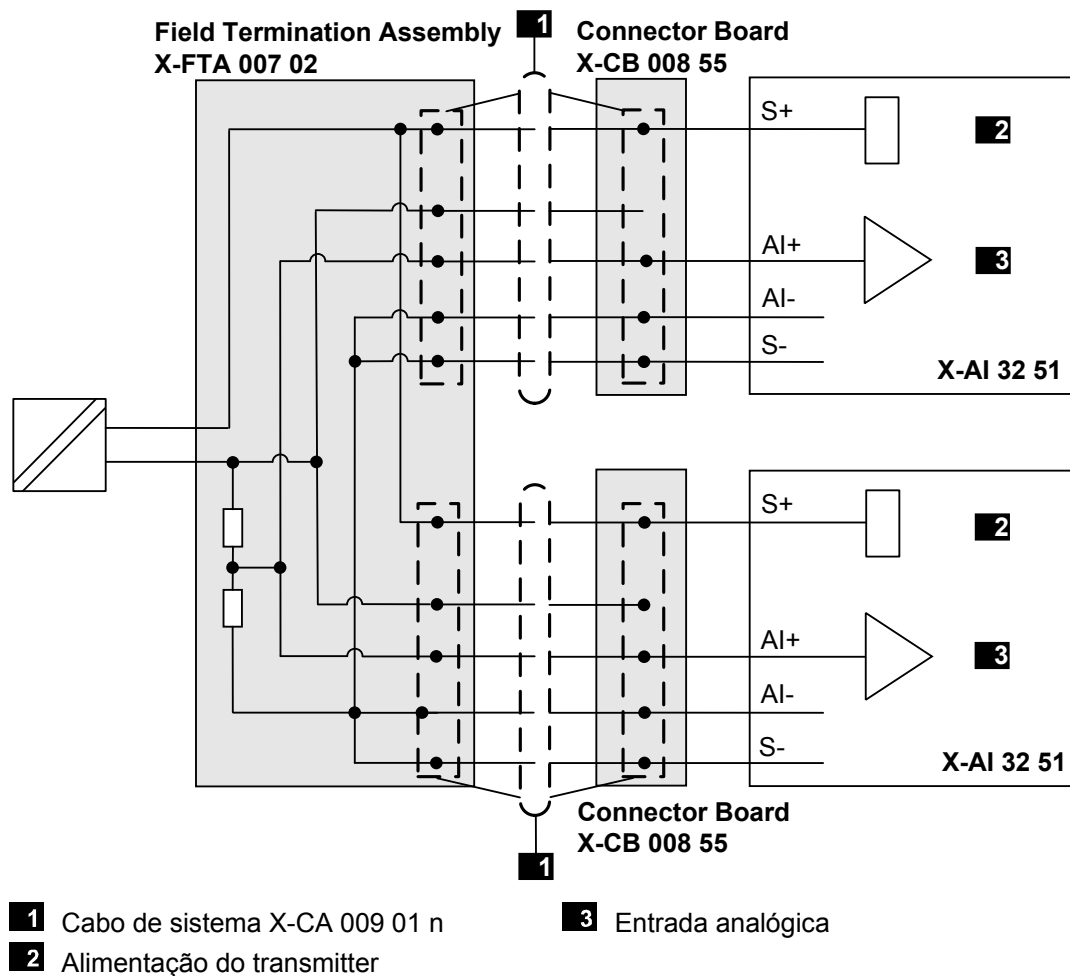 Field Termination Assembly
X-FTA 007 02
1
Connector Board
X-CB 008 55
S+
2
AI+
3
AI-
S-
X-AI 32 51
S+
2
AI+
3
AI-
S-
X-AI 32 51
Connector Board
X-CB 008 55
1
1 Cabo de sistema X-CA 009 01 n
3 Entrada analógica
2 Alimentação do transmitter